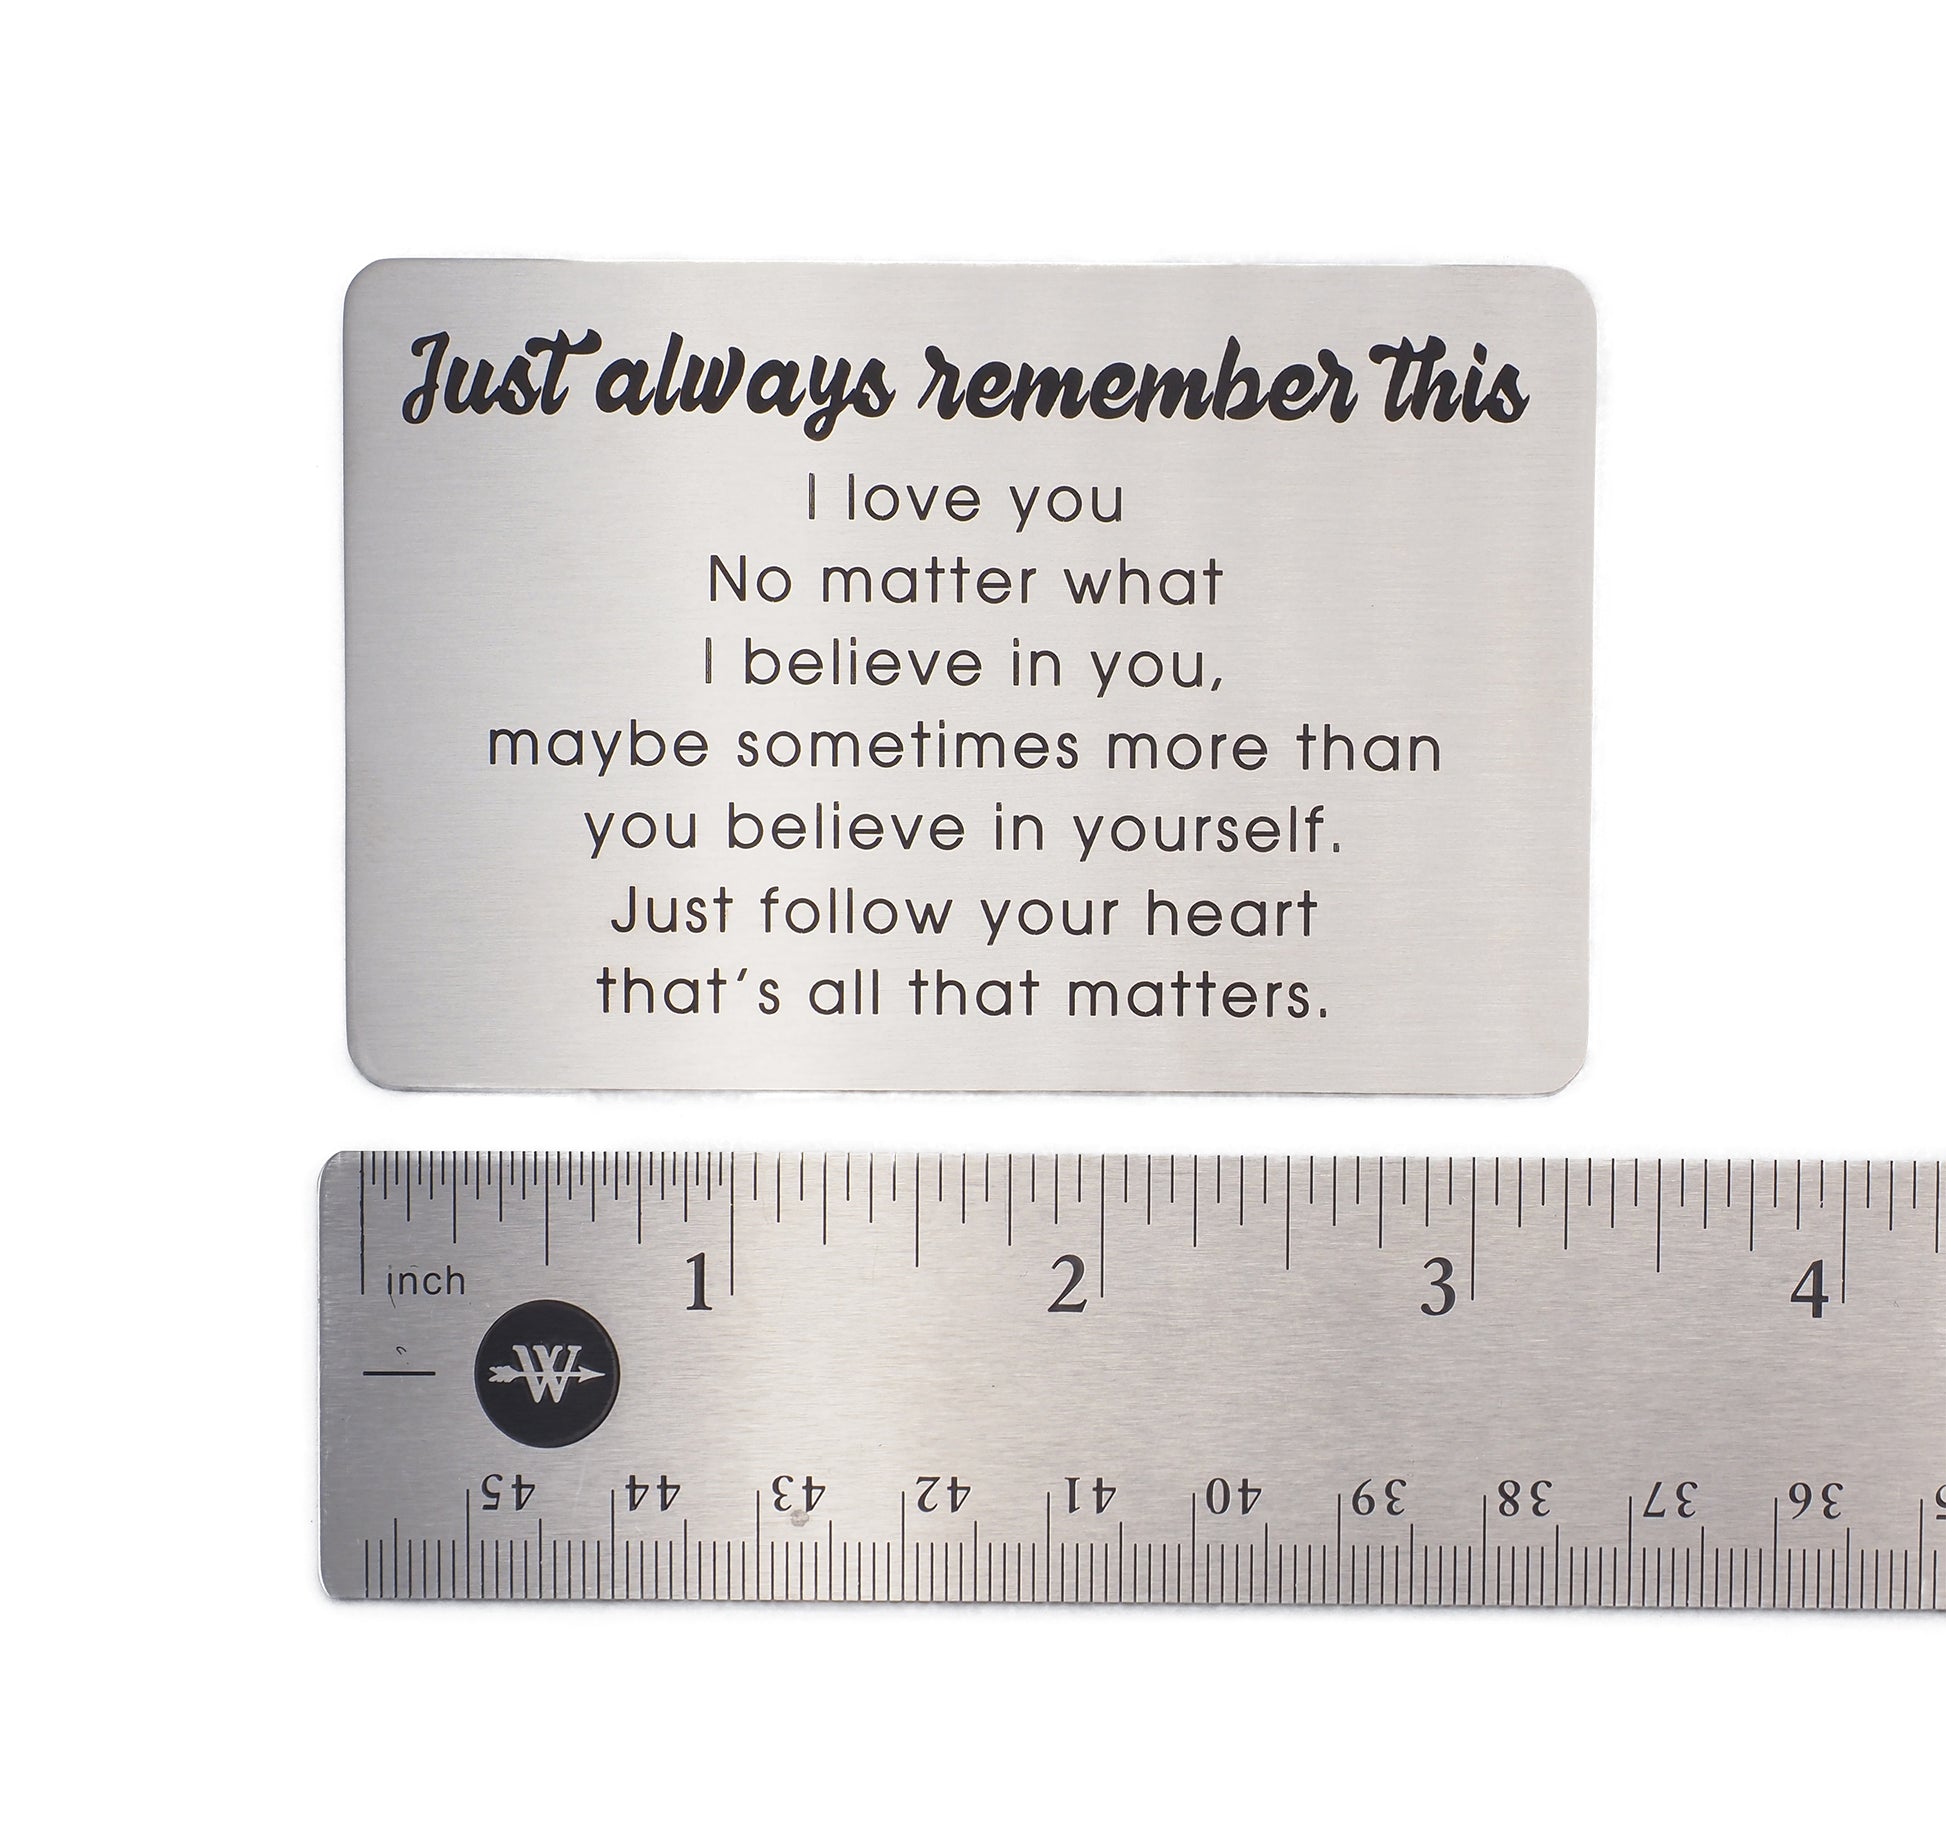 Just always remember this
I love you
No matter what
I believe in you,
maybe sometimes more than
you believe in yourself.
Just follow your heart
that's all that matters.
1 2 3 4
inch
W
45 44 43 42 41 40 39 38 37 36